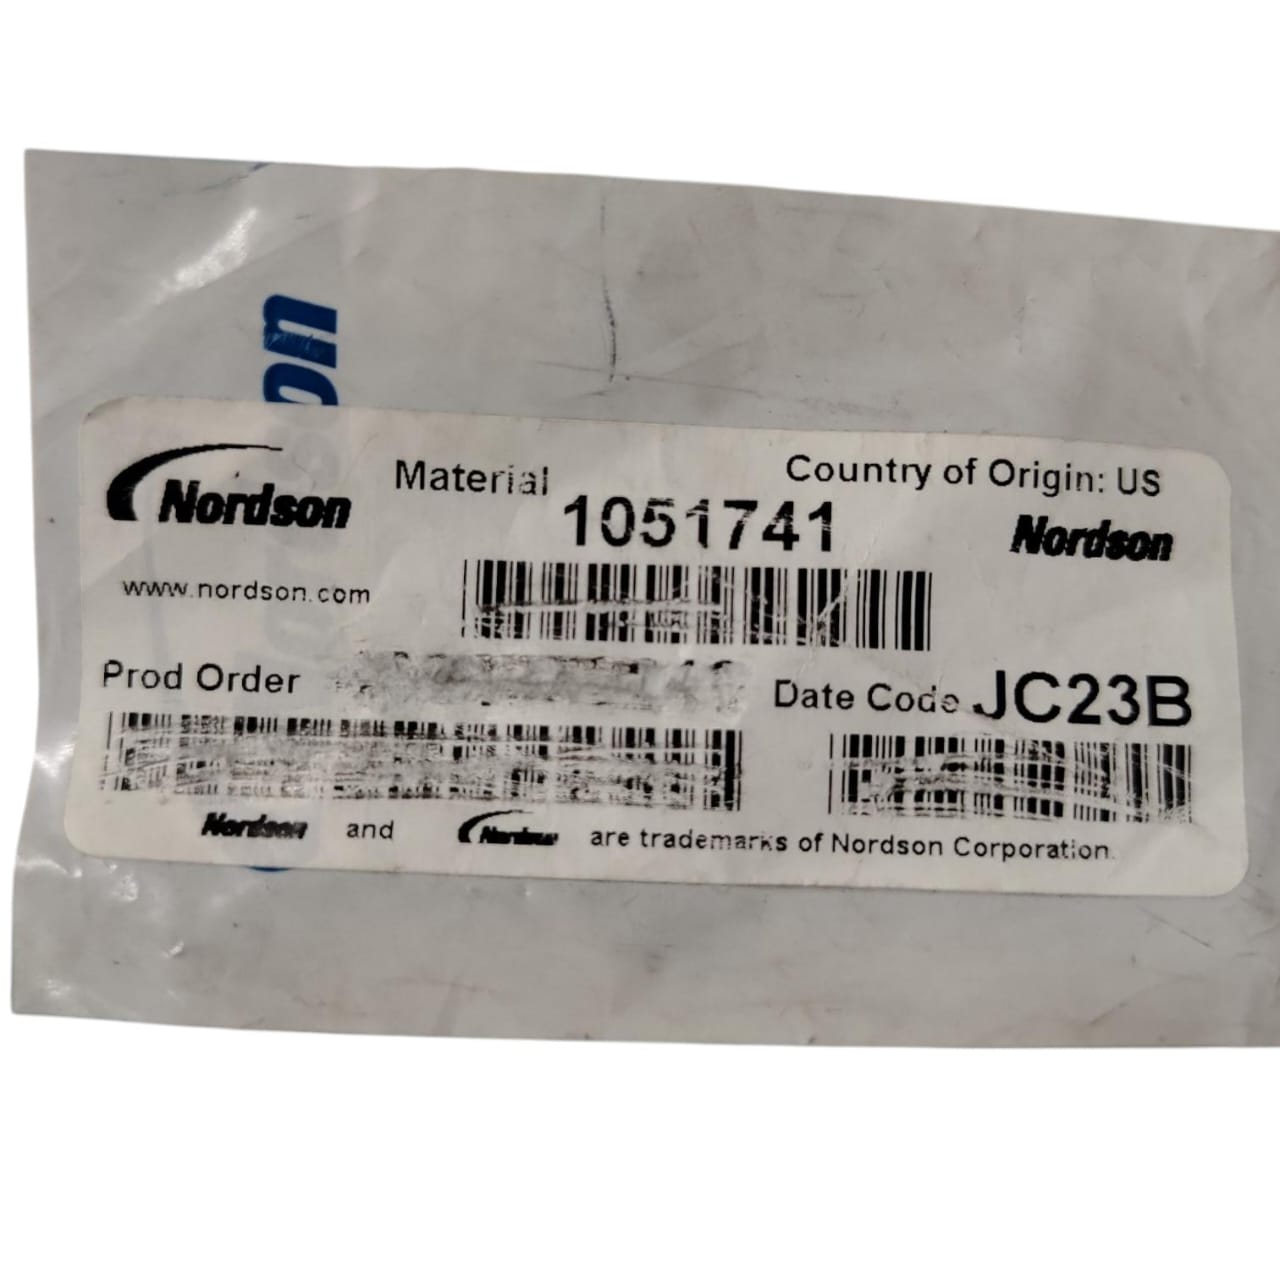 Nordson
www.nordson.com
Material
1051741
Country of Origin: US
Nordson
Prod Order
Date Code JC23B
Nordson and Nordson are trademarks of Nordson Corporation.